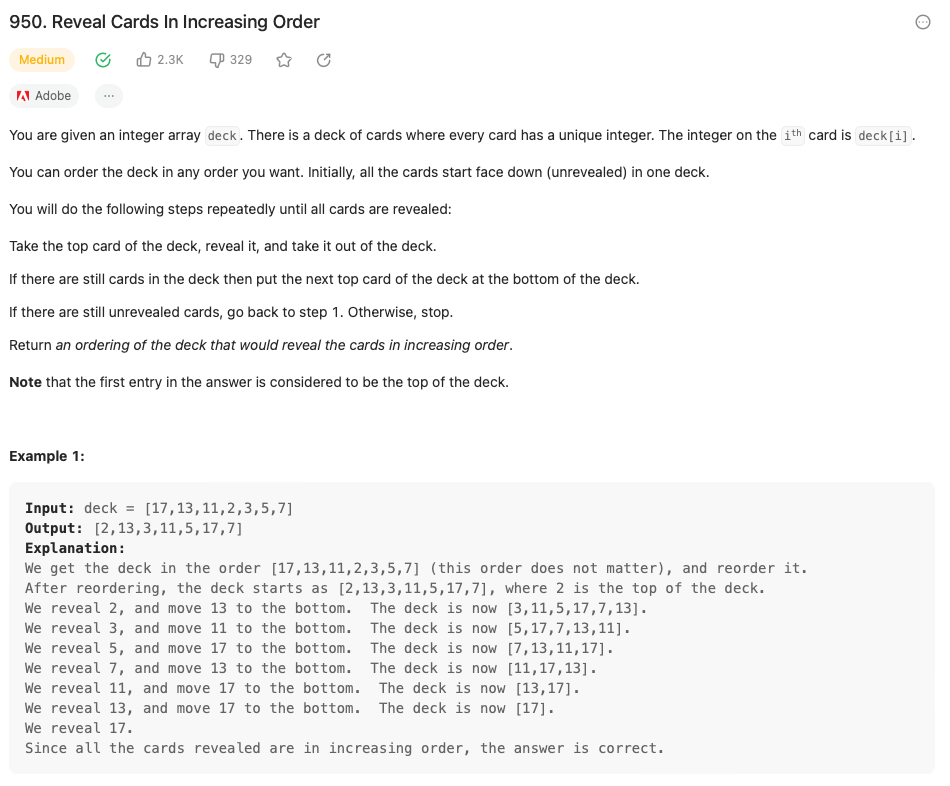 950. Reveal Cards In Increasing Order
Medium 2.3K 329
Adobe ...
You are given an integer array deck. There is a deck of cards where every card has a unique integer. The integer on the ith card is deck[i].
You can order the deck in any order you want. Initially, all the cards start face down (unrevealed) in one deck.
You will do the following steps repeatedly until all cards are revealed:
Take the top card of the deck, reveal it, and take it out of the deck.
If there are still cards in the deck then put the next top card of the deck at the bottom of the deck.
If there are still unrevealed cards, go back to step 1. Otherwise, stop.
Return an ordering of the deck that would reveal the cards in increasing order.
Note that the first entry in the answer is considered to be the top of the deck.
Example 1:
Input: deck = [17,13,11,2,3,5,7]
Output: [2,13,3,11,5,17,7]
Explanation:
We get the deck in the order [17,13,11,2,3,5,7] (this order does not matter), and reorder it.
After reordering, the deck starts as [2,13,3,11,5,17,7], where 2 is the top of the deck.
We reveal 2, and move 13 to the bottom.  The deck is now [3,11,5,17,7,13].
We reveal 3, and move 11 to the bottom.  The deck is now [5,17,7,13,11].
We reveal 5, and move 17 to the bottom.  The deck is now [7,13,11,17].
We reveal 7, and move 13 to the bottom.  The deck is now [11,17,13].
We reveal 11, and move 17 to the bottom.  The deck is now [13,17].
We reveal 13, and move 17 to the bottom.  The deck is now [17].
We reveal 17.
Since all the cards revealed are in increasing order, the answer is correct.